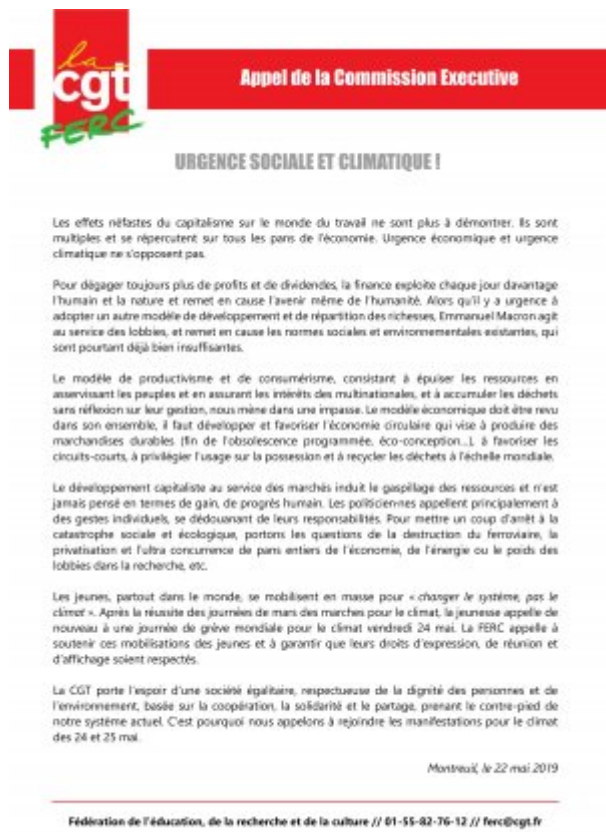 la
cgt
FERC
Appel de la Commission Executive
URGENCE SOCIALE ET CLIMATIQUE !
Les effets néfastes du capitalisme sur le monde du travail ne sont plus à démontrer. Ils sont
multiples et se répercutent sur tous les pans de l'économie. Urgence économique et urgence
climatique ne s'opposent pas.
Pour dégager toujours plus de profits et de dividendes, la finance exploite chaque jour davantage
l'humain et la nature et remet en cause l'avenir même de l'humanité. Alors qu'il y a urgence à
adopter un autre modèle de développement et de répartition des richesses, Emmanuel Macron agit
au service des lobbies, et remet en cause les normes sociales et environnementales existantes, qui
sont pourtant déjà bien insuffisantes.
Le modèle de productivisme et de consumérisme, consistant à épuiser les ressources en
asservissant les peuples et en assurant les intérêts des multinationales, et à accumuler les déchets
sans réflexion sur leur gestion, nous mène dans une impasse. Le modèle économique doit être revu
dans son ensemble, il faut développer et favoriser l'économie circulaire qui vise à produire des
marchandises durables (fin de l'obsolescence programmée, éco-conception...), à favoriser les
circuits-courts, à privilégier l'usage sur la possession et à recycler les déchets à l'échelle mondiale.
Le développement capitaliste au service des marchés induit le gaspillage des ressources et n'est
jamais pensé en termes de gain, de progrès humain. Les politicien·nes appellent principalement à
des gestes individuels, se dédouanant de leurs responsabilités. Pour mettre un coup d'arrêt à la
catastrophe sociale et écologique, portons les questions de la destruction du ferroviaire, la
privatisation et l'ultra concurrence de pans entiers de l'économie, de l'énergie ou le poids des
lobbies dans la recherche, etc.
Les jeunes, partout dans le monde, se mobilisent en masse pour « changer le système, pas le
climat ». Après la réussite des journées de mars des marches pour le climat, la jeunesse appelle de
nouveau à une journée de grève mondiale pour le climat vendredi 24 mai. La FERC appelle à
soutenir ces mobilisations des jeunes et à garantir que leurs droits d'expression, de réunion et
d'affichage soient respectés.
La CGT porte l'espoir d'une société égalitaire, respectueuse de la dignité des personnes et de
l'environnement, basée sur la coopération, la solidarité et le partage, prenant le contre-pied de
notre système actuel. C'est pourquoi nous appelons à rejoindre les manifestations pour le climat
des 24 et 25 mai.
Montreuil, le 22 mai 2019
Fédération de l'éducation, de la recherche et de la culture // 01-55-82-76-12 // ferc@cgt.fr